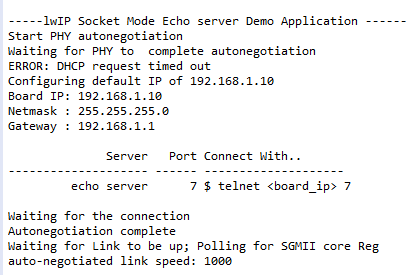 -----lwIP Socket Mode Echo server Demo Application ------
Start PHY autonegotiation
Waiting for PHY to  complete autonegotiation
ERROR: DHCP request timed out
Configuring default IP of 192.168.1.10
Board IP: 192.168.1.10
Netmask : 255.255.255.0
Gateway : 192.168.1.1
              Server   Port Connect With..
-------------------- ------ --------------------
         echo server      7 $ telnet <board_ip> 7
Waiting for the connection
Autonegotiation complete
Waiting for Link to be up; Polling for SGMII core Reg
auto-negotiated link speed: 1000